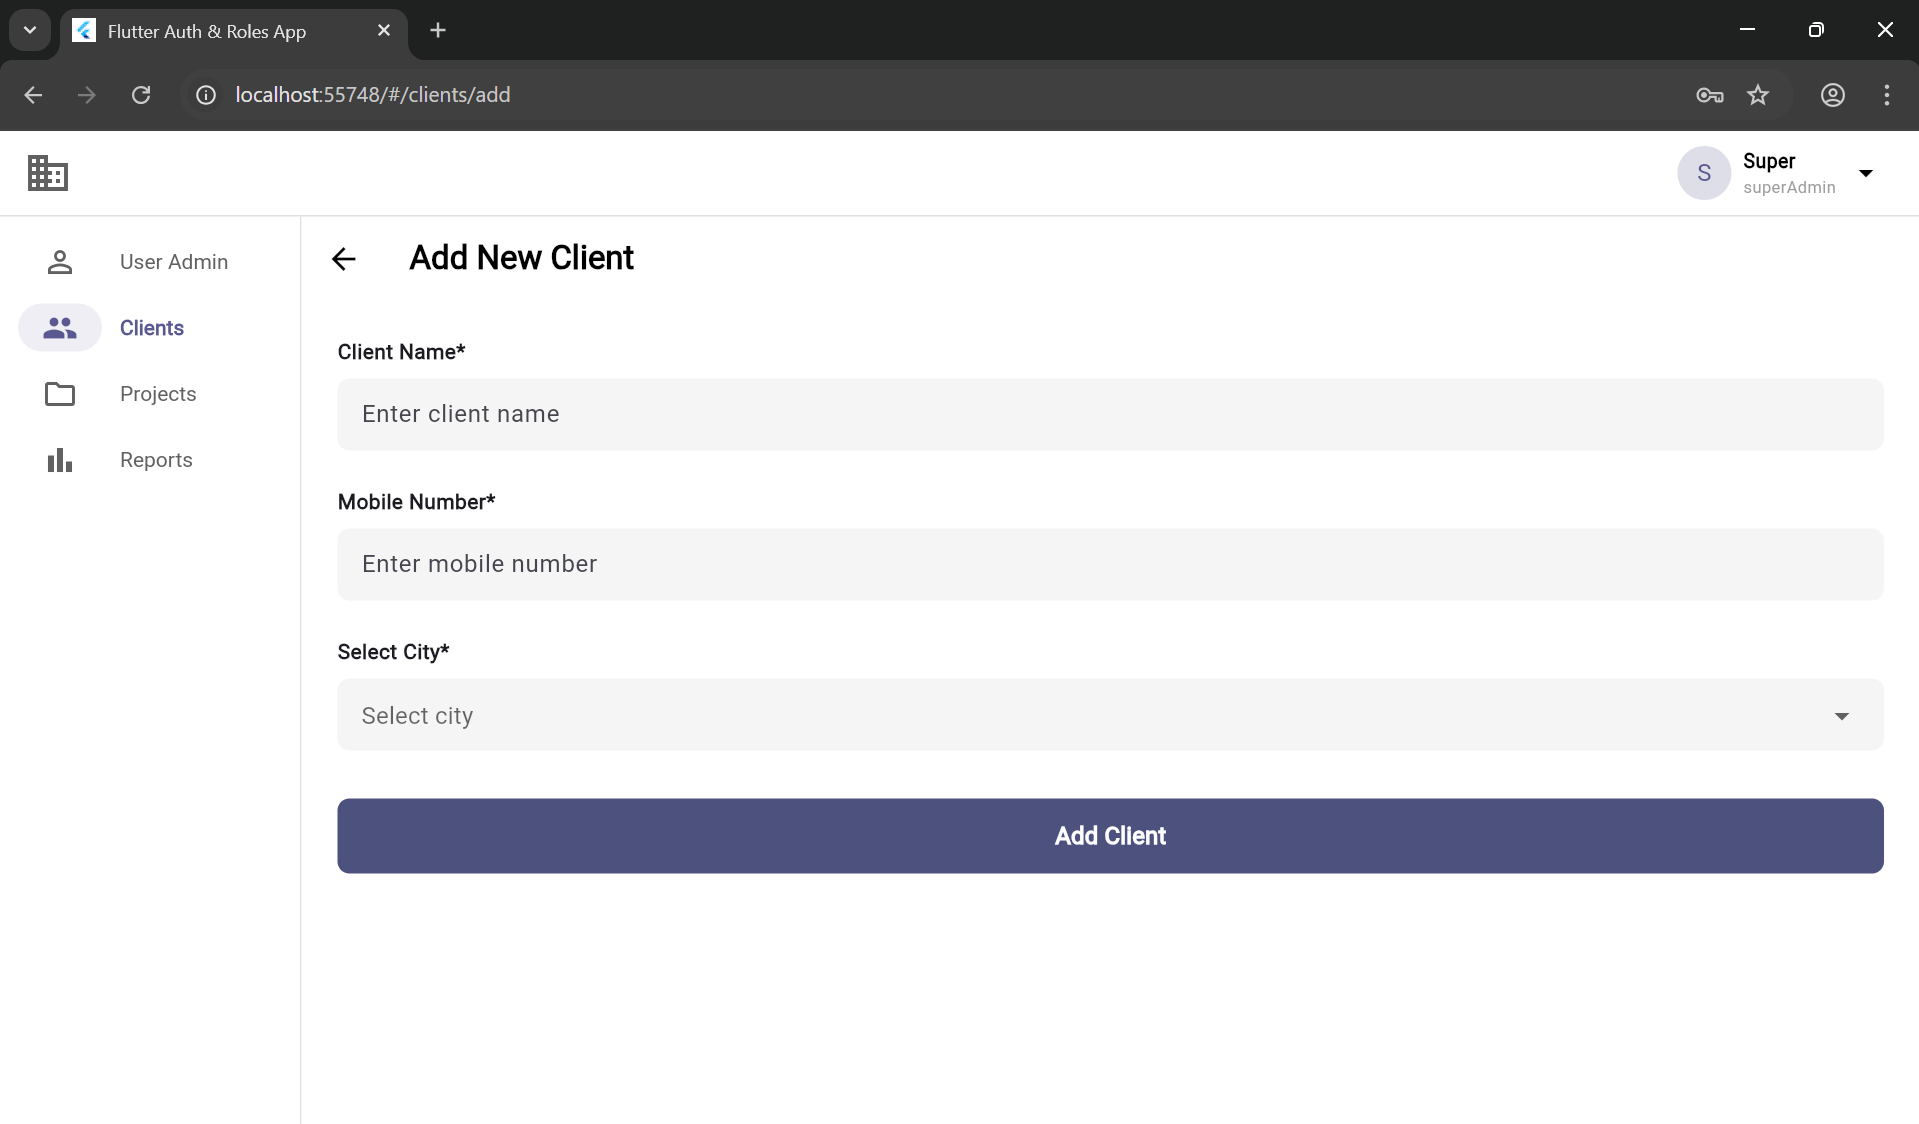 Flutter Auth & Roles App
localhost:55748/#/clients/add
S
Super
superAdmin
User Admin
Clients
Projects
Reports
Add New Client
Client Name*
Enter client name
Mobile Number*
Enter mobile number
Select City*
Select city
Add Client